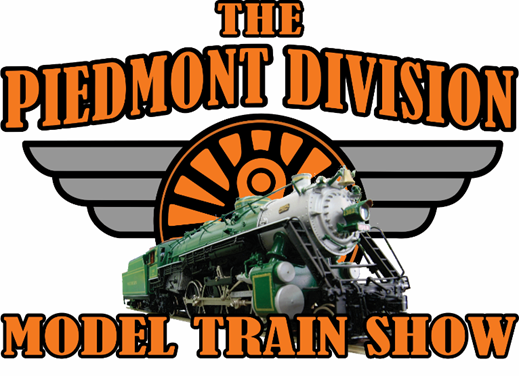 THE
PIEDMONT DIVISION
MODEL TRAIN SHOW